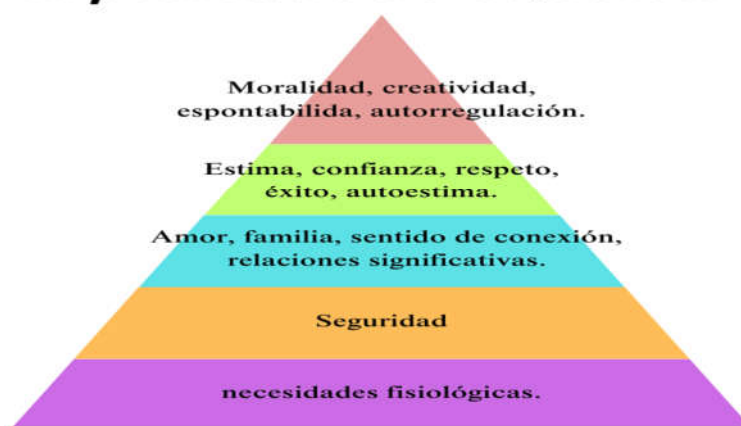 Moralidad, creatividad,
espontabilida, autorregulación.
Estima, confianza, respeto,
éxito, autoestima.
Amor, familia, sentido de conexión,
relaciones significativas.
Seguridad
necesidades fisiológicas.